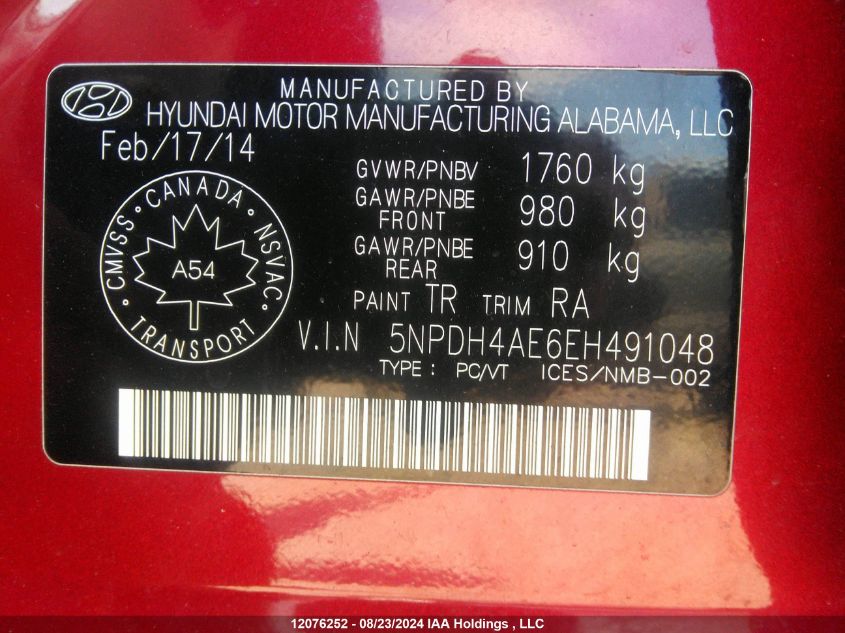 MANUFACTURED BY
HYUNDAI MOTOR MANUFACTURING ALABAMA, LLC
Feb/17/14
GVWR/PNBV 1760 kg
GAWR/PNBE FRONT 980 kg
GAWR/PNBE REAR 910 kg
PAINT TR TRIM RA
V.I.N 5NPDH4AE6EH491048
TYPE : PC/VT ICES/NMB-002
CMVSS · CANADA · NSVAC · TRANSPORT ·
A54
12076252 - 08/23/2024 IAA Holdings , LLC